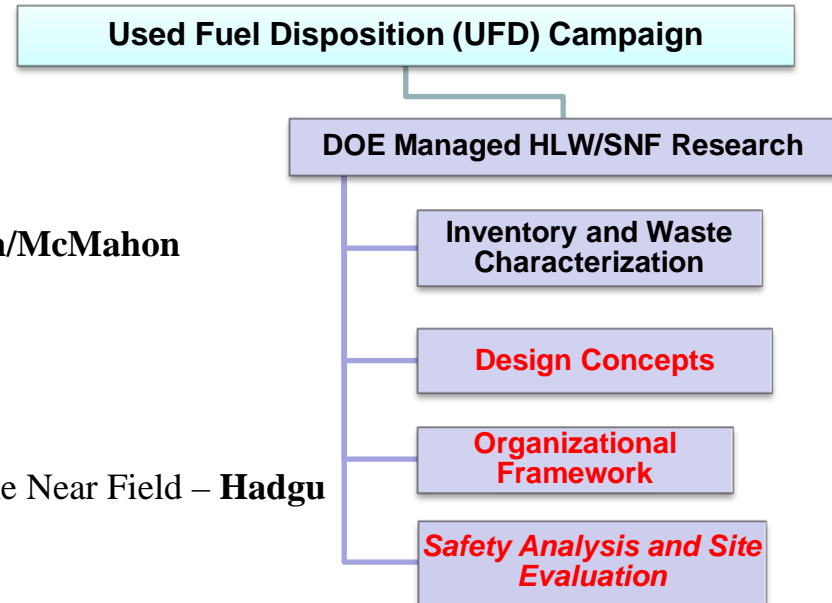 Used Fuel Disposition (UFD) Campaign
DOE Managed HLW/SNF Research
/McMahon
Inventory and Waste
Characterization
Design Concepts
Organizational
Framework
Near Field – Hadgu
Safety Analysis and Site
Evaluation